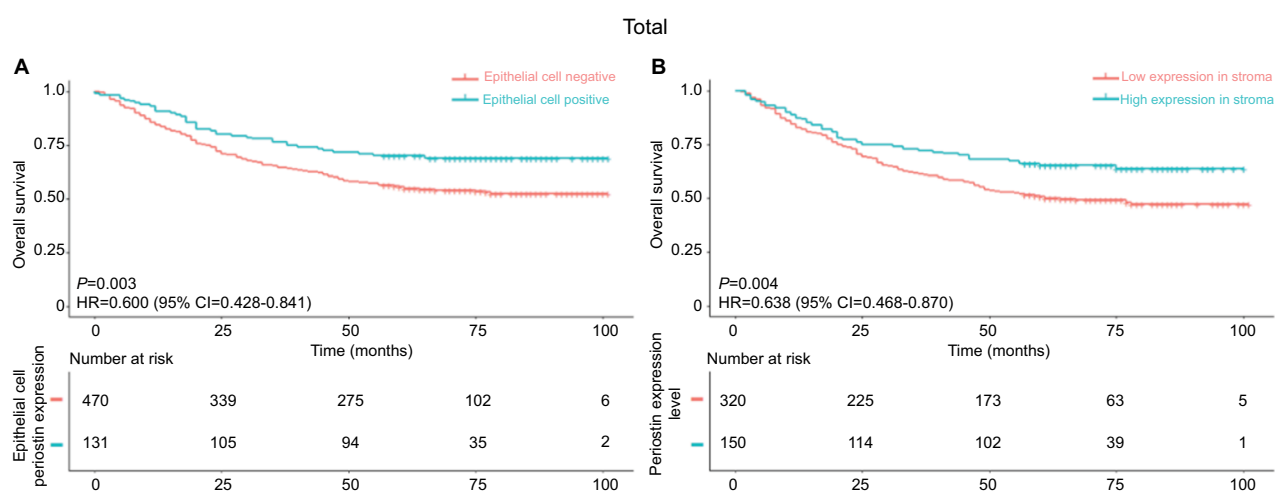 Total
A
Epithelial cell negative
Epithelial cell positive
1.0
0.75
0.50
0.25
0
Overall survival
P=0.003
HR=0.600 (95% CI=0.428-0.841)
0 25 50 75 100
Time (months)
Number at risk
Epithelial cell
periostin expression
470 339 275 102 6
131 105 94 35 2
0 25 50 75 100
B
Low expression in stroma
High expression in stroma
1.0
0.75
0.50
0.25
0
Overall survival
P=0.004
HR=0.638 (95% CI=0.468-0.870)
0 25 50 75 100
Time (months)
Number at risk
Periostin expression
level
320 225 173 63 5
150 114 102 39 1
0 25 50 75 100